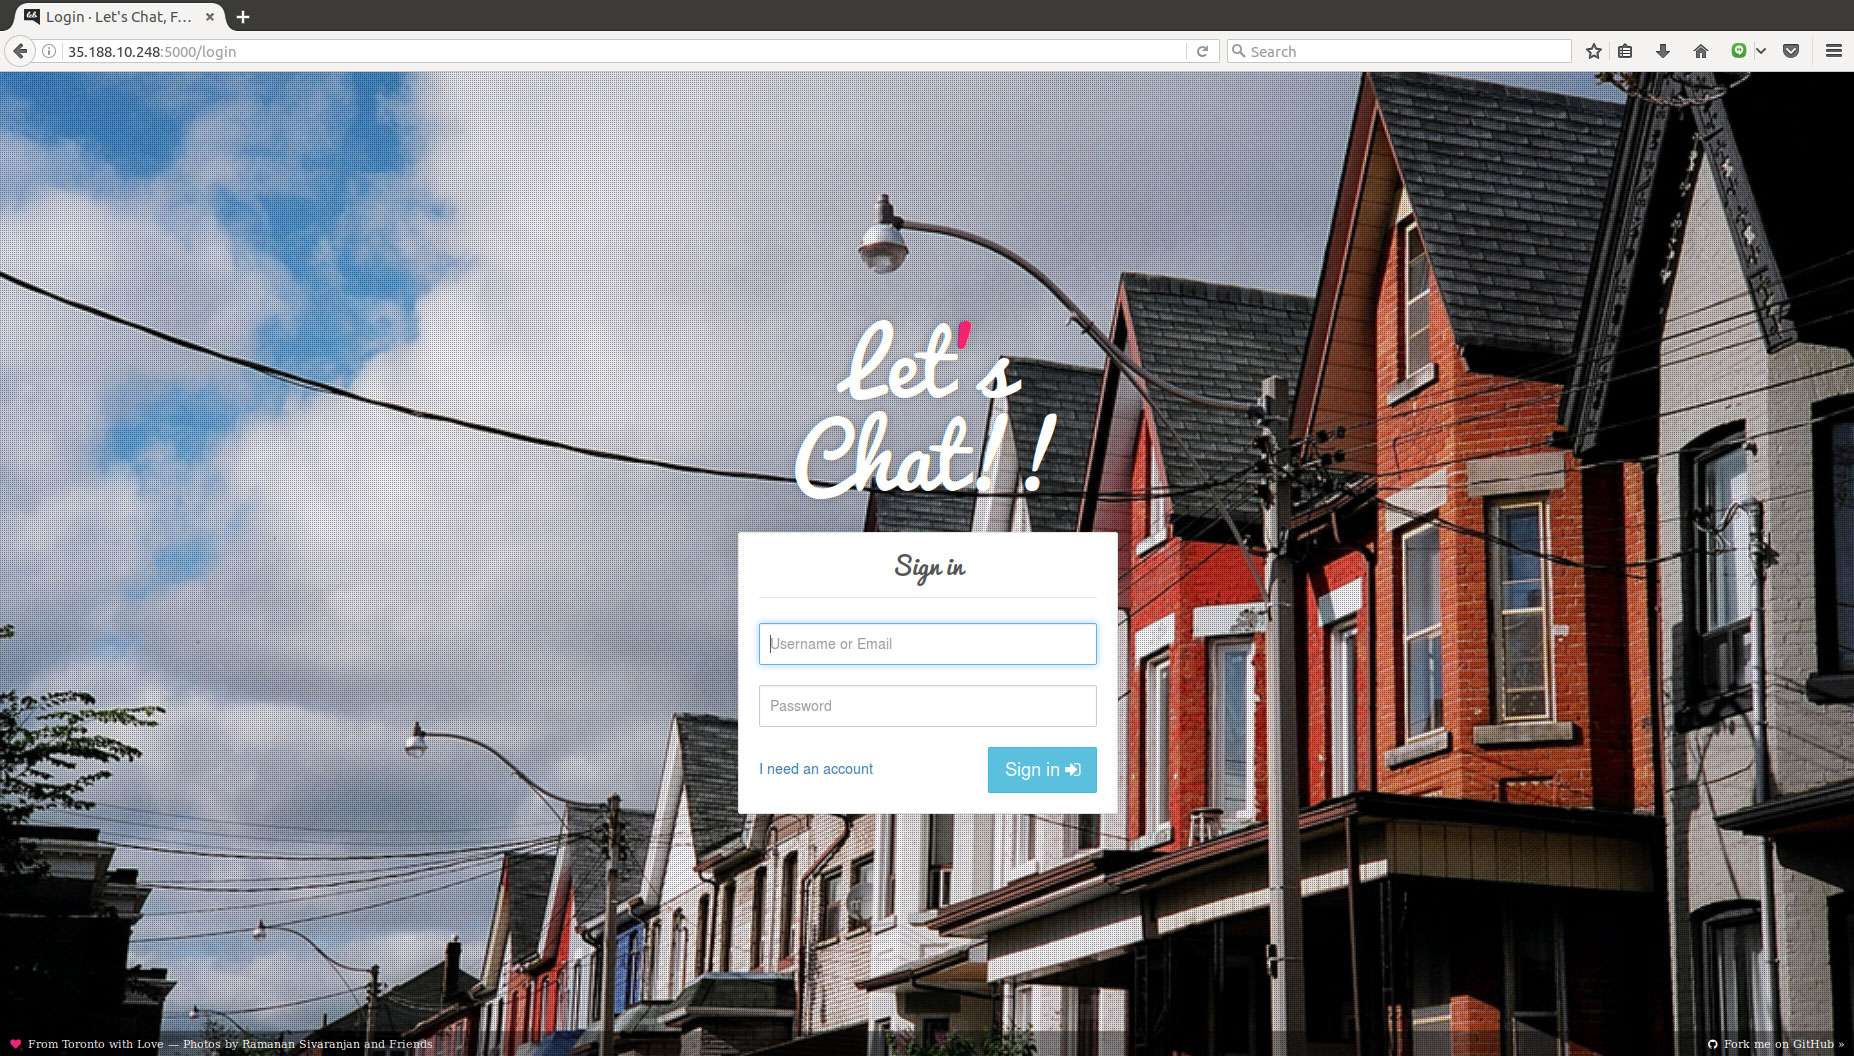 Login · Let's Chat, F...
35.188.10.248:5000/login
Search
Let's
Chat!!
Sign in
Username or Email
Password
I need an account
Sign in
From Toronto with Love — Photos by Ramanan Sivaranjan and Friends
Fork me on GitHub »